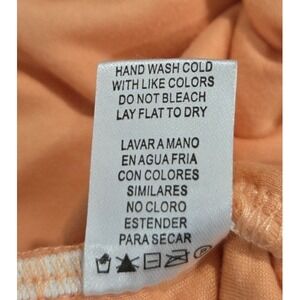 HAND WASH COLD
WITH LIKE COLORS
DO NOT BLEACH
LAY FLAT TO DRY
LAVAR A MANO
EN AGUA FRIA
CON COLORES
SIMILARES
NO CLORO
ESTENDER
PARA SECAR